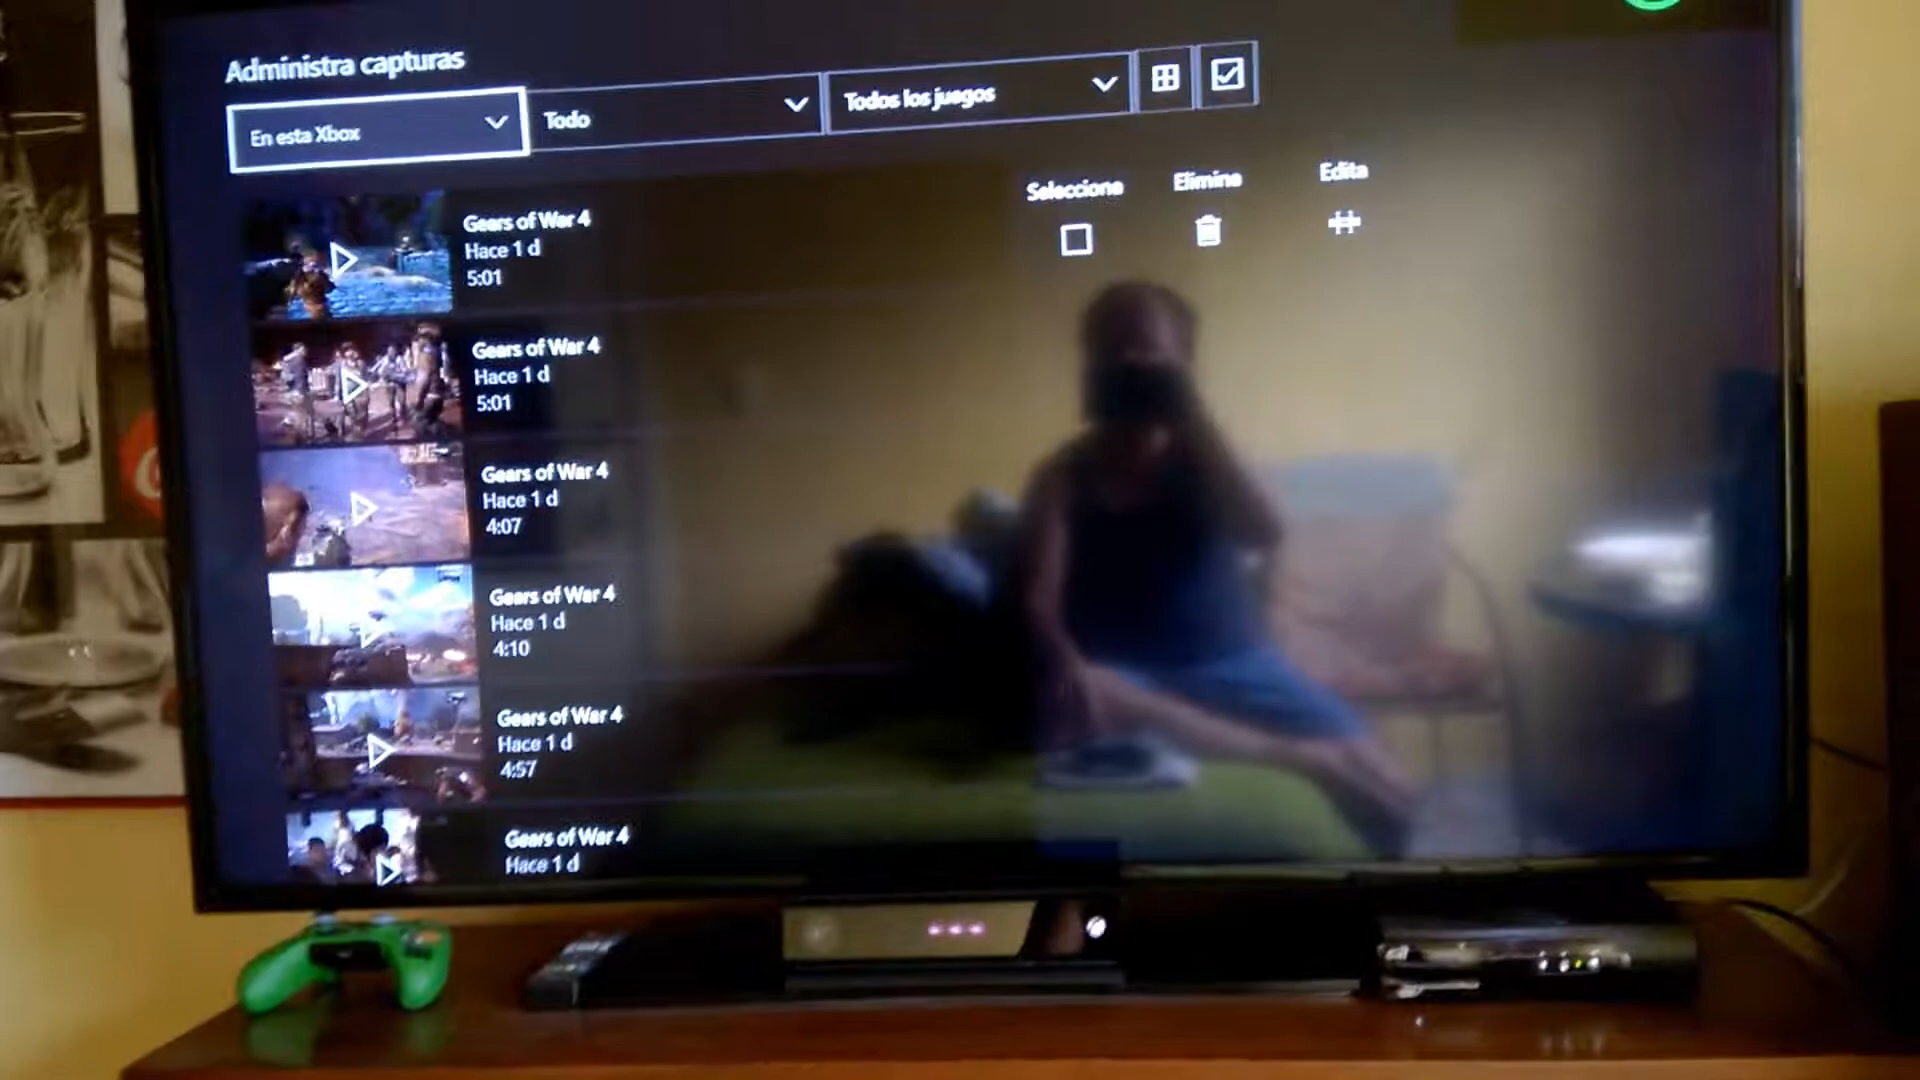 Administra capturas
En esta Xbox
Todo
Todos los juegos
Selecciona
Elimina
Edita
Gears of War 4
Hace 1 d
5:01
Gears of War 4
Hace 1 d
5:01
Gears of War 4
Hace 1 d
4:07
Gears of War 4
Hace 1 d
4:10
Gears of War 4
Hace 1 d
4:57
Gears of War 4
Hace 1 d